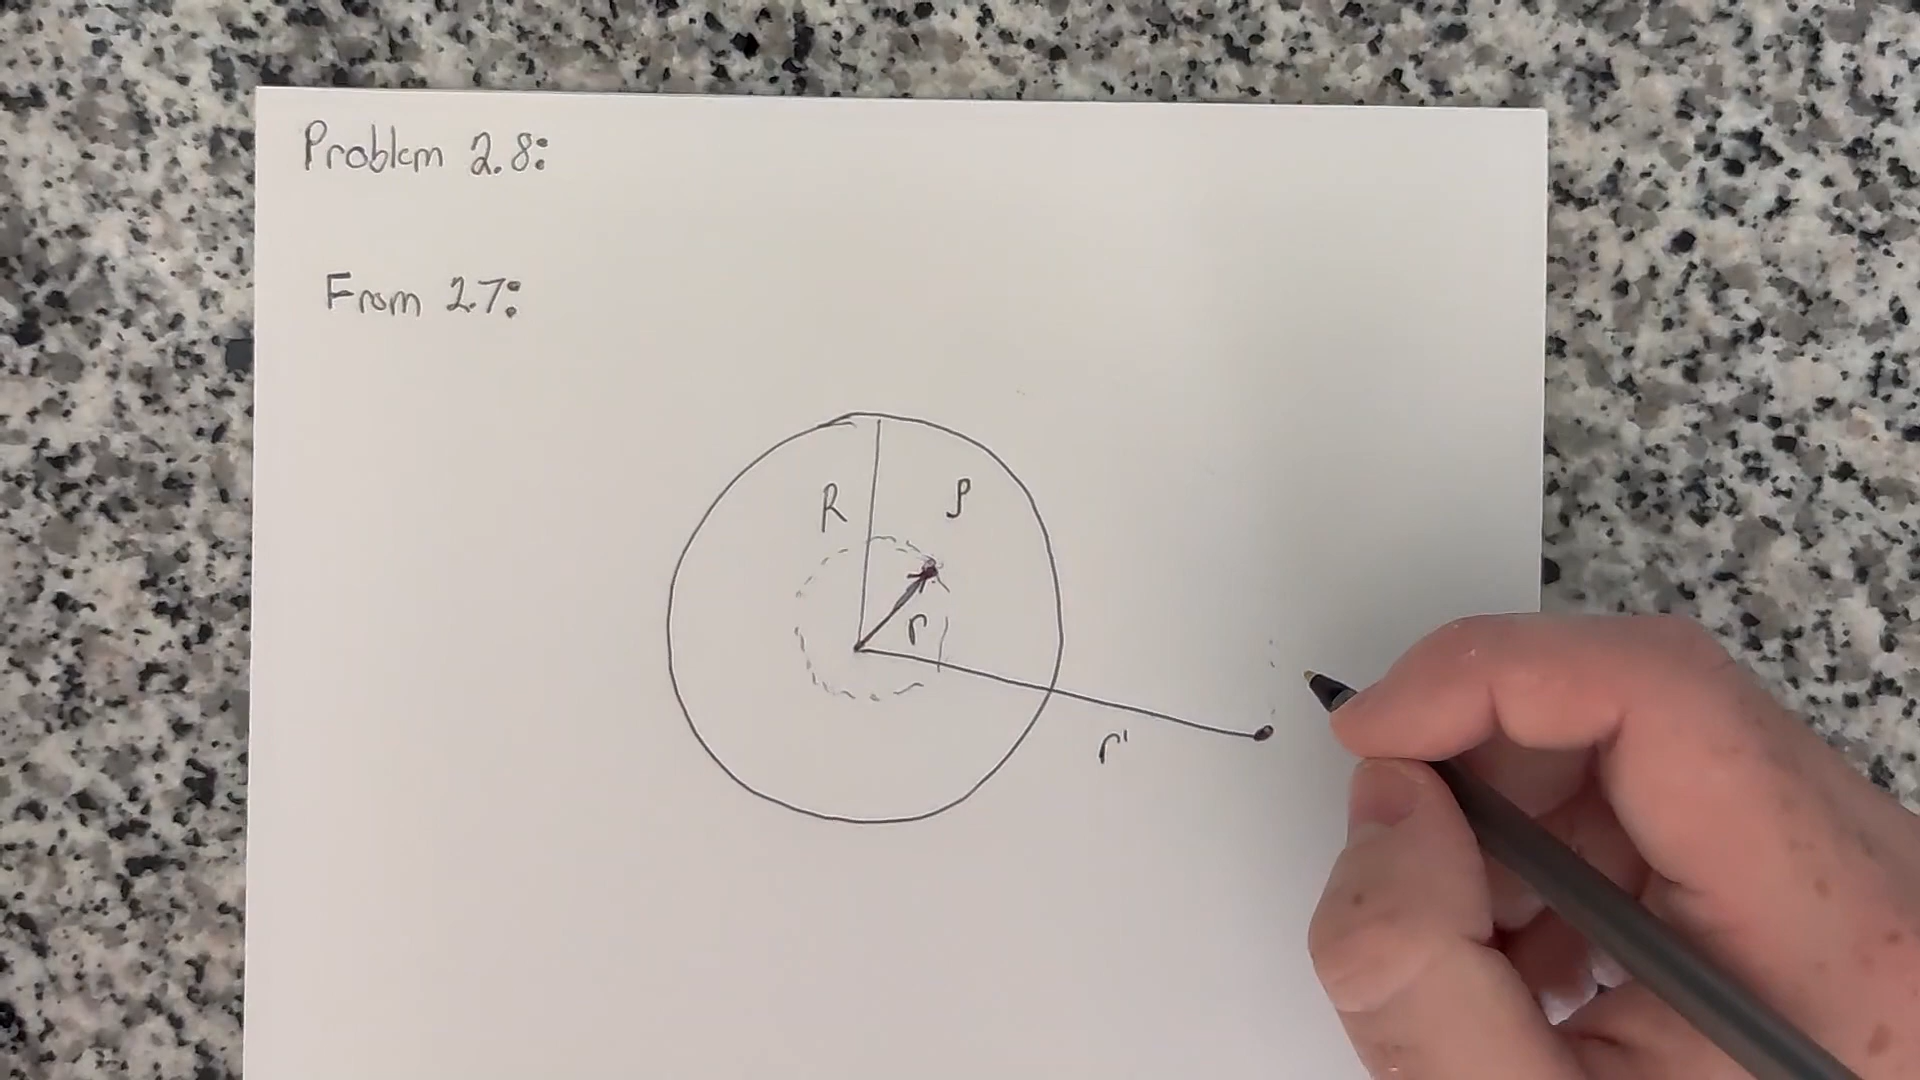 Problem 2.8:
From 2.7:
R
ρ
r
r'